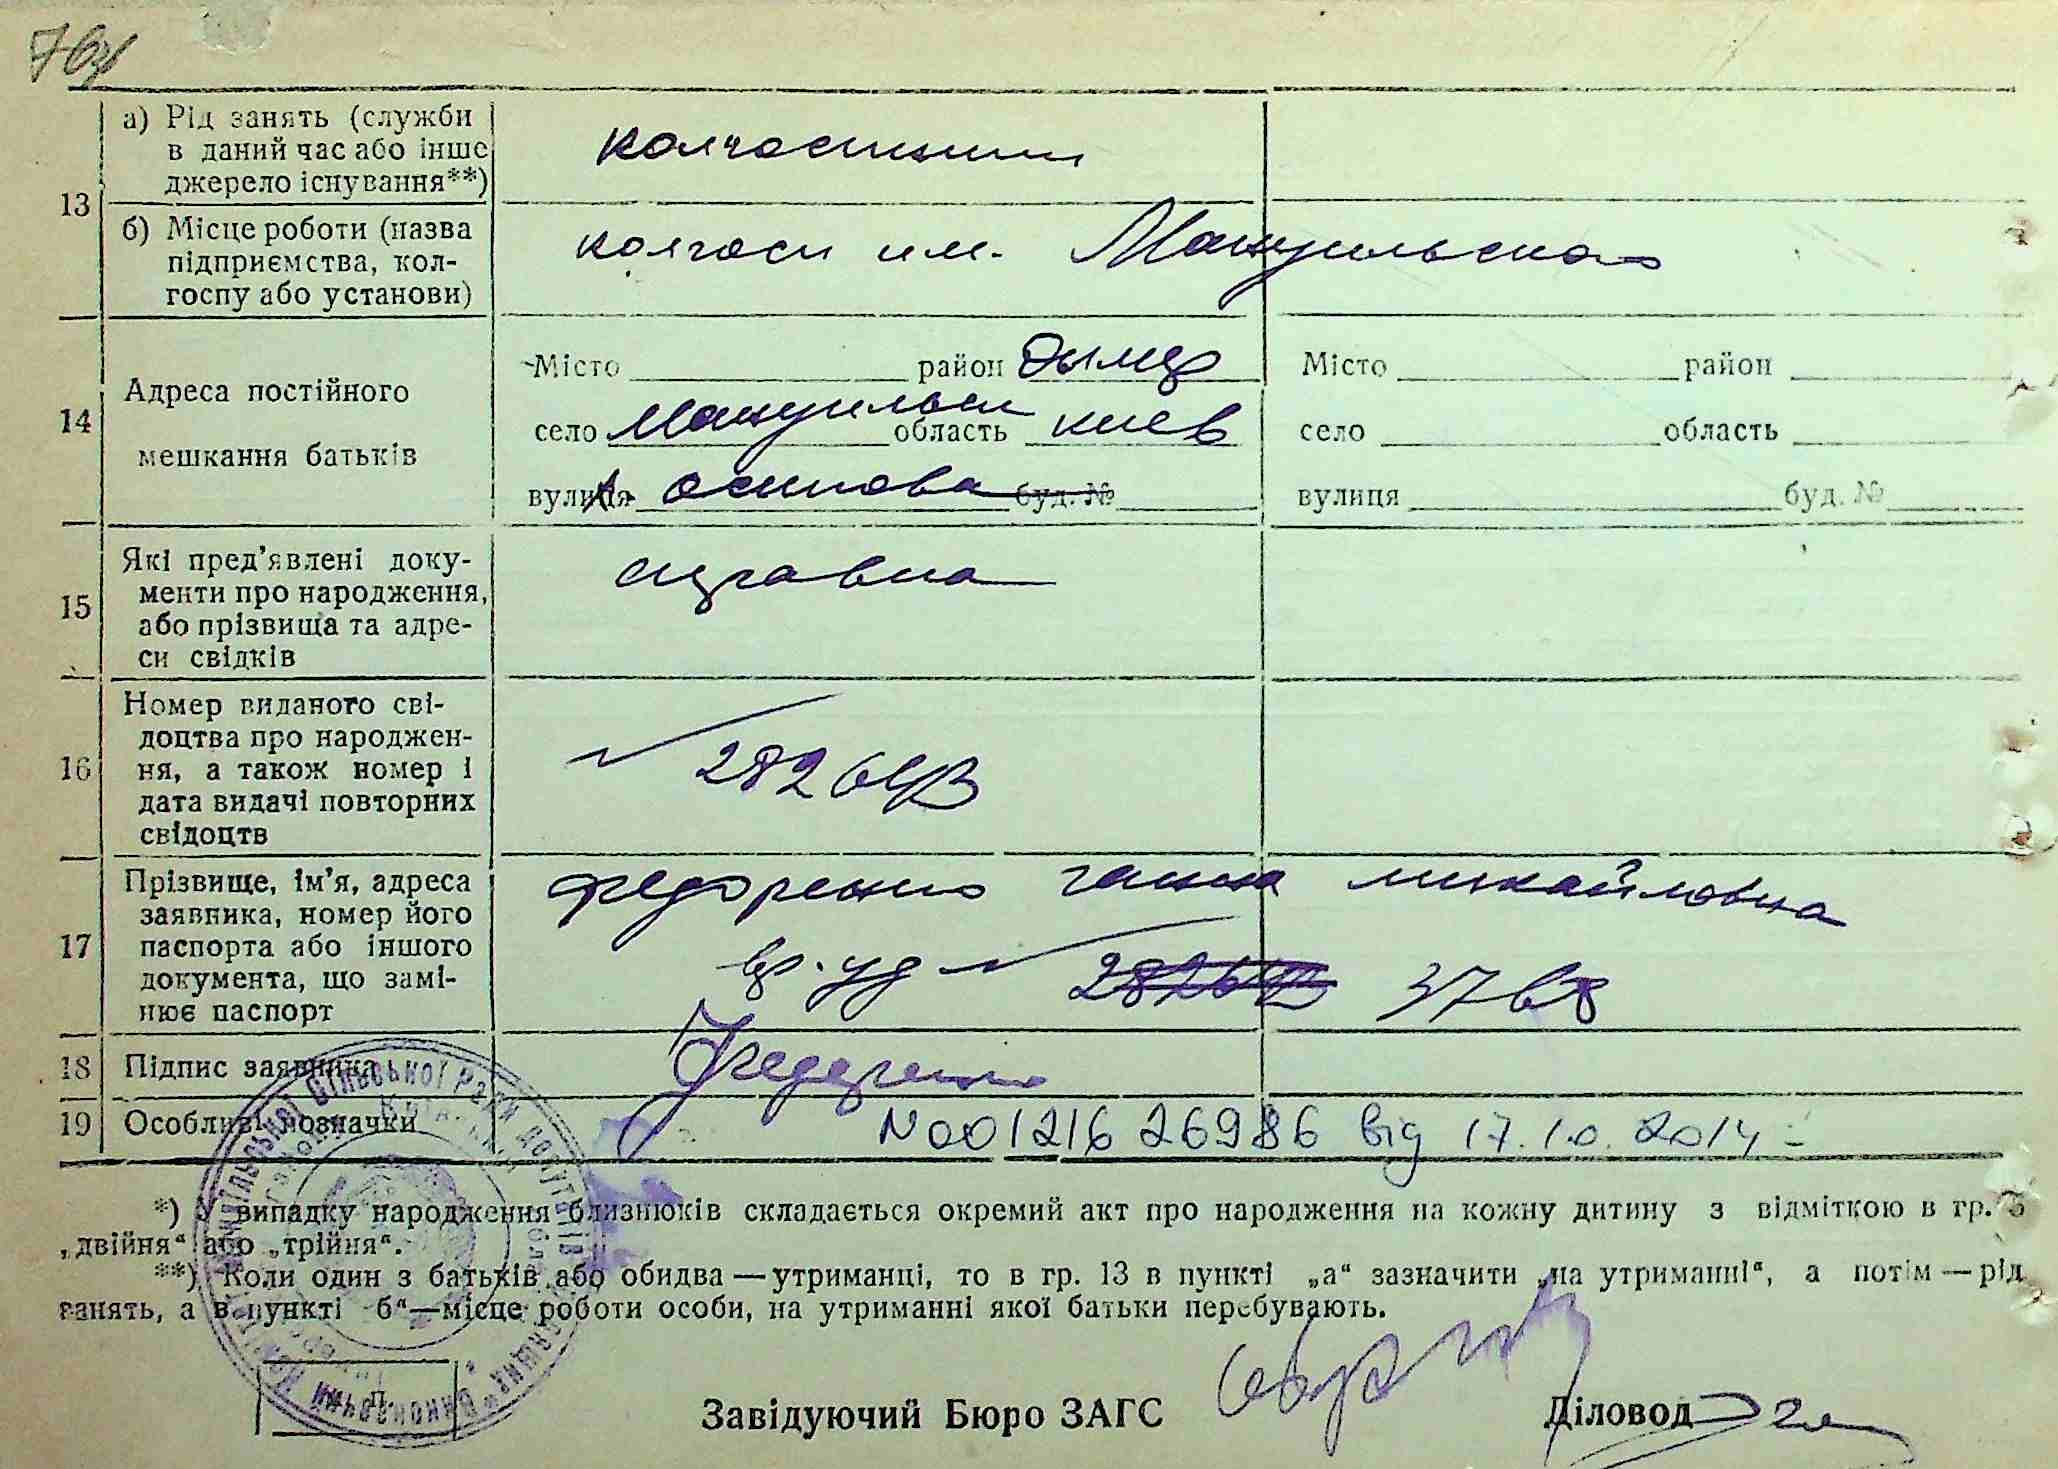 76
13
а) Рід занять (служби
в даний час або інше
джерело існування**)
колгоспники
б) Місце роботи (назва
підприємства, кол-
госпу або установи)
колгосп им. Мануильского
14
Адреса постійного
мешкання батьків
Місто район Дымер
село Мануильск область киев
вулиця х. осипова буд. №
Місто район
село область
вулиця буд. №
15
Які пред’явлені доку-
менти про народження,
або прізвища та адре-
си свідків
справка
16
Номер виданого сві-
доцтва про народжен-
ня, а також номер і
дата видачі повторних
свідоцтв
28264
17
Прізвище, ім’я, адреса
заявника, номер його
паспорта або іншого
документа, що замі-
нює паспорт
Федоренко ганна михайловна
вр. уд 3768
18 Підпис заявника
Федоренко
19 Особливі позначки
N00121626986 від 17.10.2014
*) У випадку народження близнюків складається окремий акт про народження на кожну дитину з відміткою в гр. 5
„двійня“ або „трійня“.
**) Коли один з батьків або обидва — утриманці, то в гр. 13 в пункті „а“ зазначити „на утриманні“, а потім — рід
занять, а в пункті б“—місце роботи особи, на утриманні якої батьки перебувають.
М. П.
Завідуючий Бюро ЗАГС
Діловод